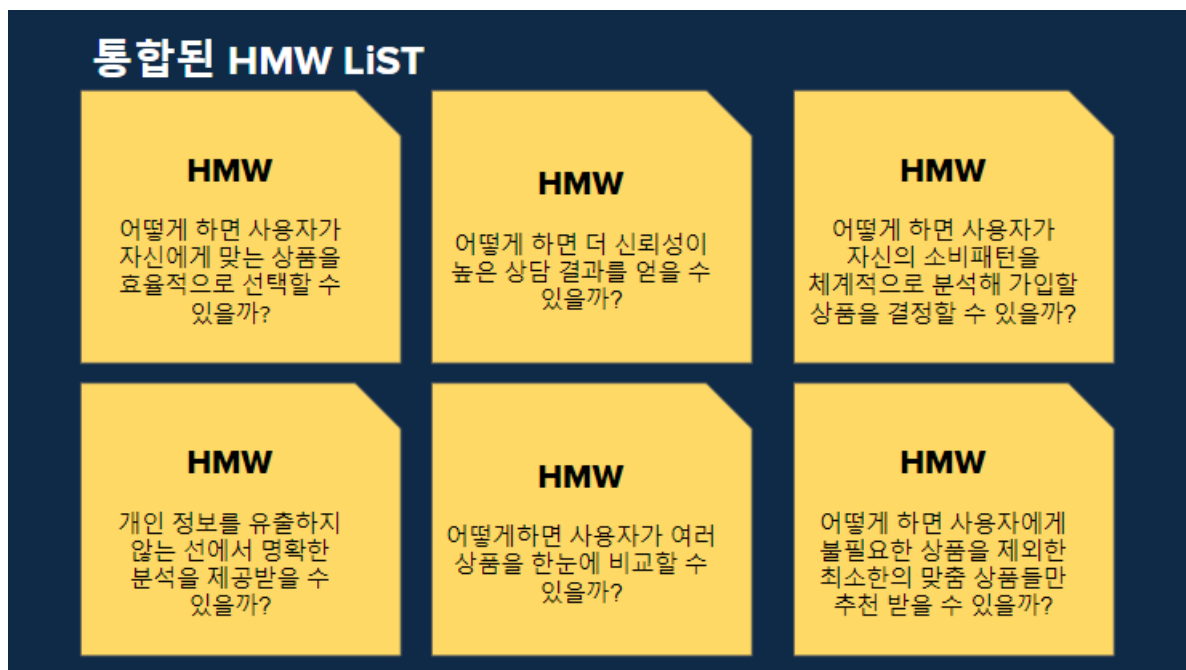 통합된 HMW LiST
HMW
어떻게 하면 사용자가
자신에게 맞는 상품을
효율적으로 선택할 수
있을까?
HMW
어떻게 하면 더 신뢰성이
높은 상담 결과를 얻을 수
있을까?
HMW
어떻게 하면 사용자가
자신의 소비패턴을
체계적으로 분석해 가입할
상품을 결정할 수 있을까?
HMW
개인 정보를 유출하지
않는 선에서 명확한
분석을 제공받을 수
있을까?
HMW
어떻게하면 사용자가 여러
상품을 한눈에 비교할 수
있을까?
HMW
어떻게 하면 사용자에게
불필요한 상품을 제외한
최소한의 맞춤 상품들만
추천 받을 수 있을까?